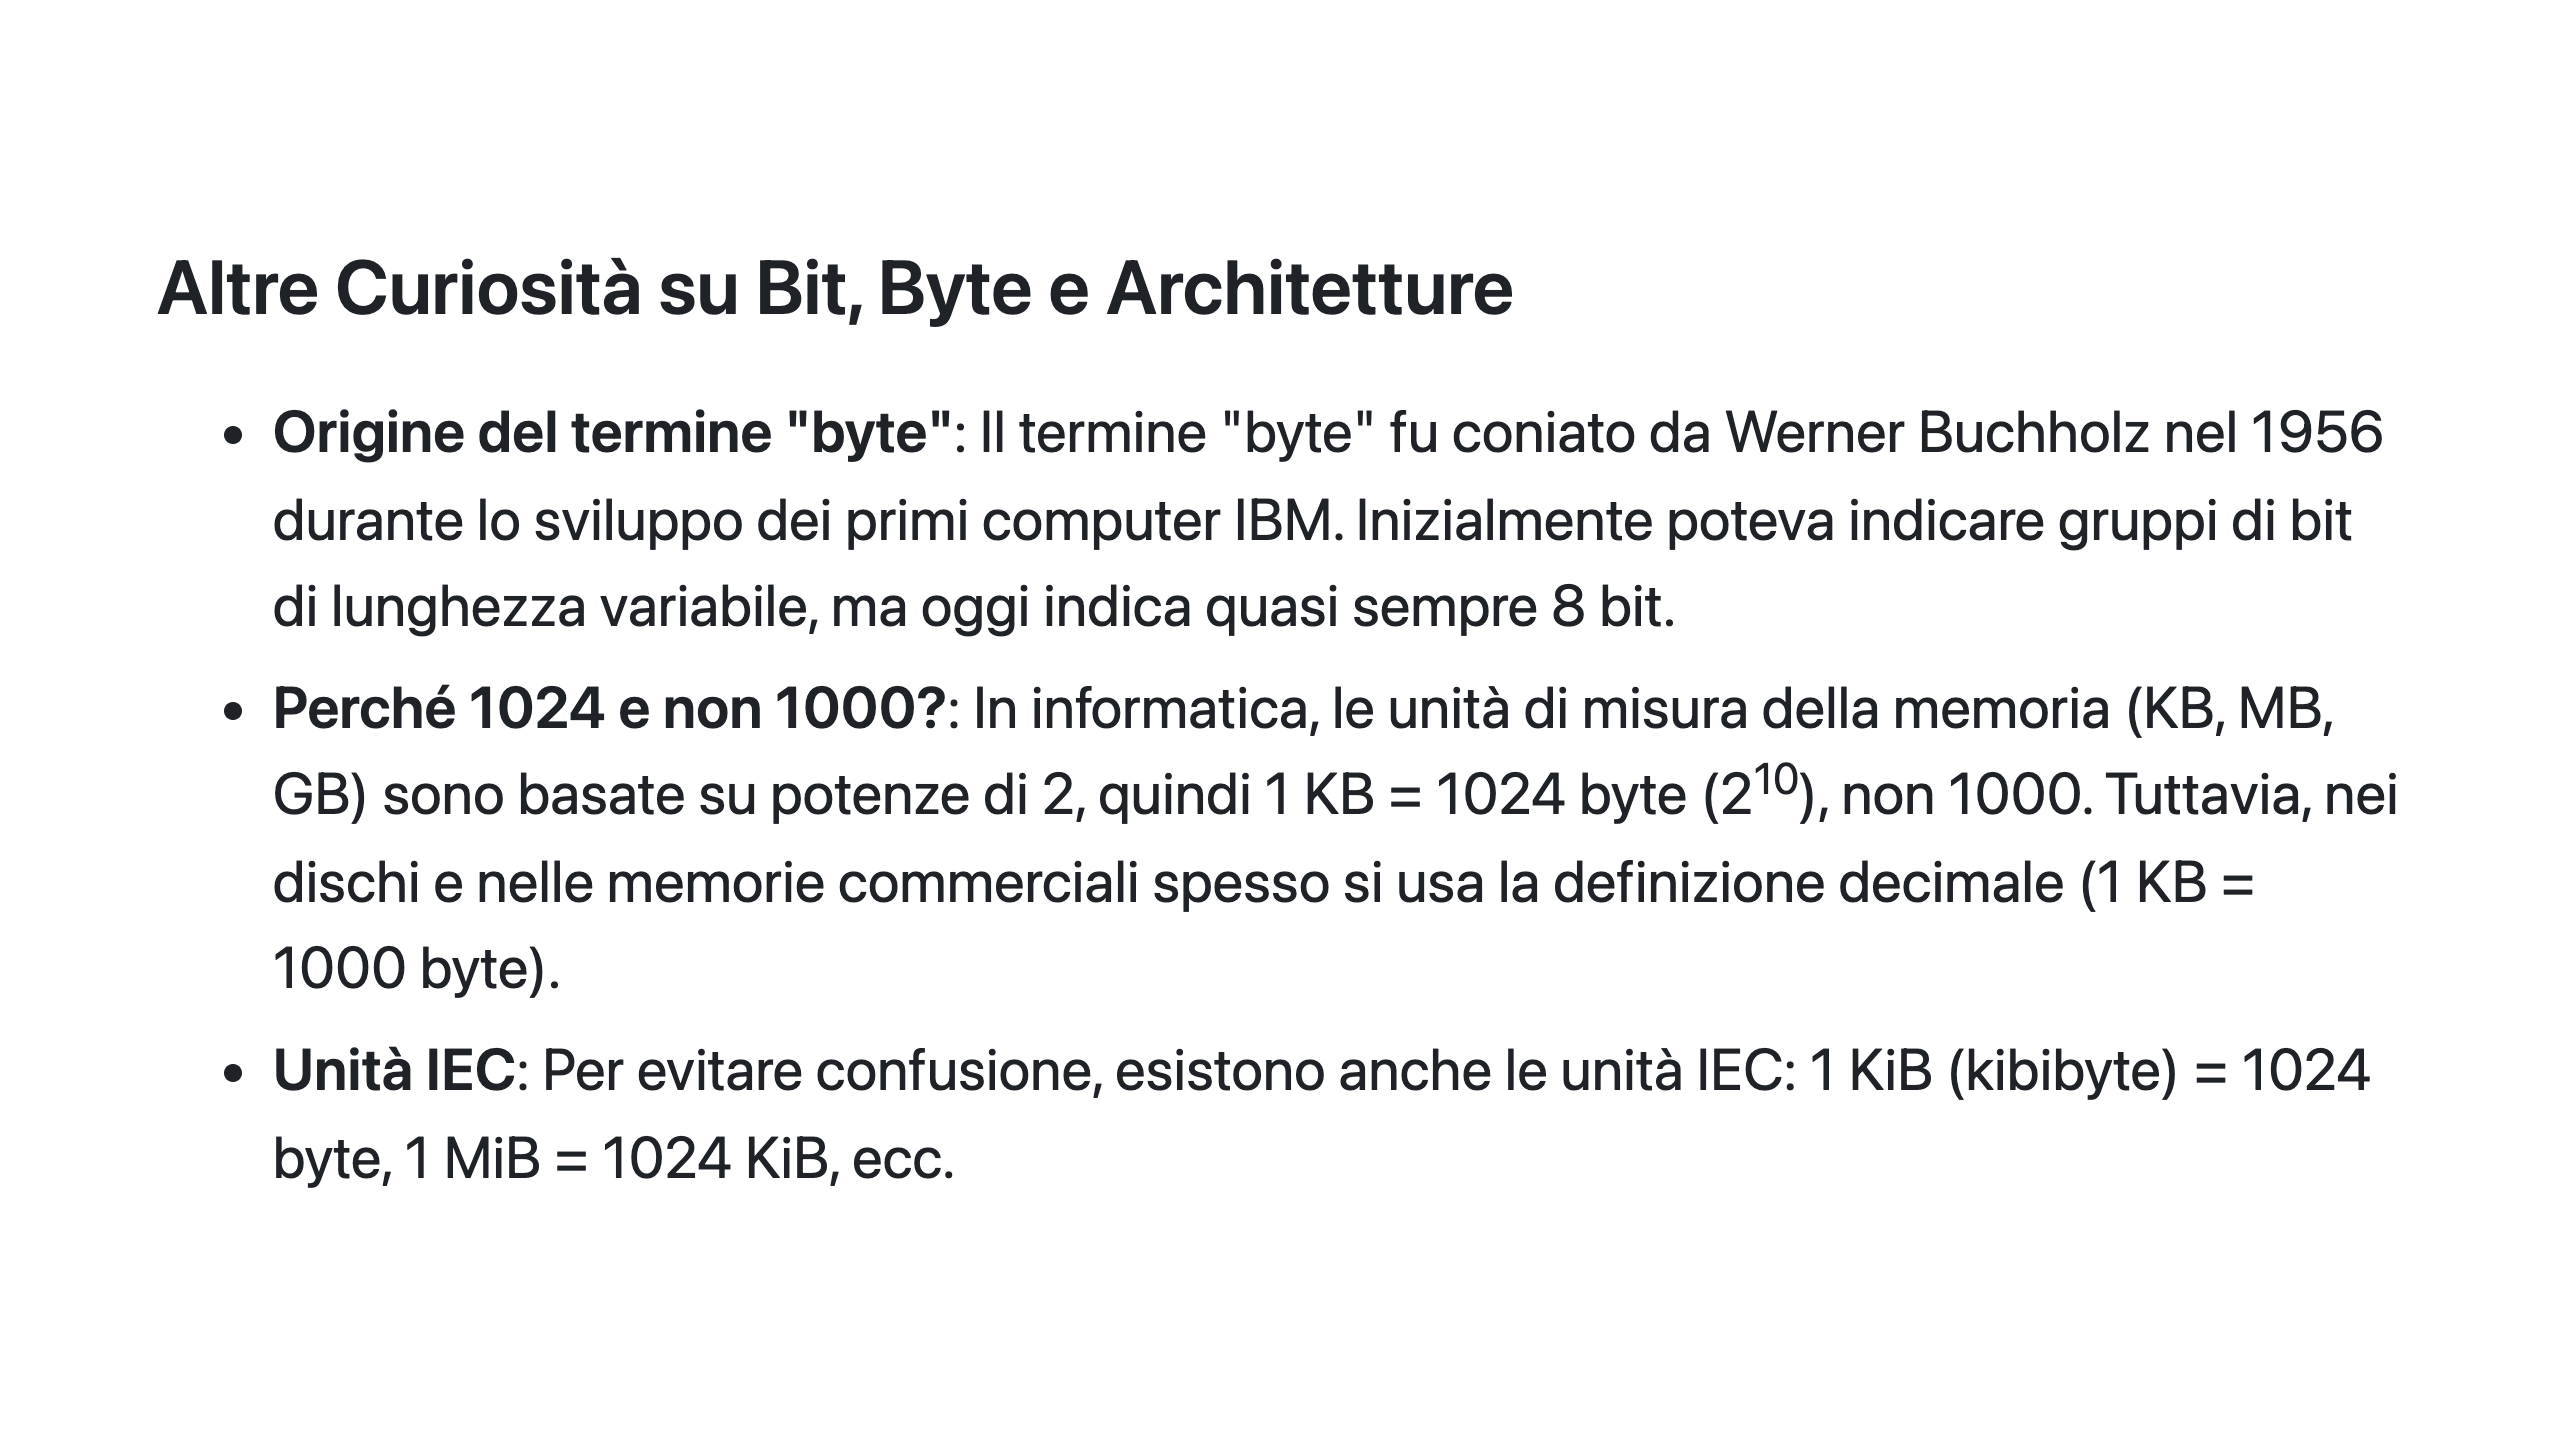 Altre Curiosità su Bit, Byte e Architetture
• Origine del termine "byte": Il termine "byte" fu coniato da Werner Buchholz nel 1956
durante lo sviluppo dei primi computer IBM. Inizialmente poteva indicare gruppi di bit
di lunghezza variabile, ma oggi indica quasi sempre 8 bit.
• Perché 1024 e non 1000?: In informatica, le unità di misura della memoria (KB, MB,
GB) sono basate su potenze di 2, quindi 1 KB = 1024 byte (2¹⁰), non 1000. Tuttavia, nei
dischi e nelle memorie commerciali spesso si usa la definizione decimale (1 KB =
1000 byte).
• Unità IEC: Per evitare confusione, esistono anche le unità IEC: 1 KiB (kibibyte) = 1024
byte, 1 MiB = 1024 KiB, ecc.